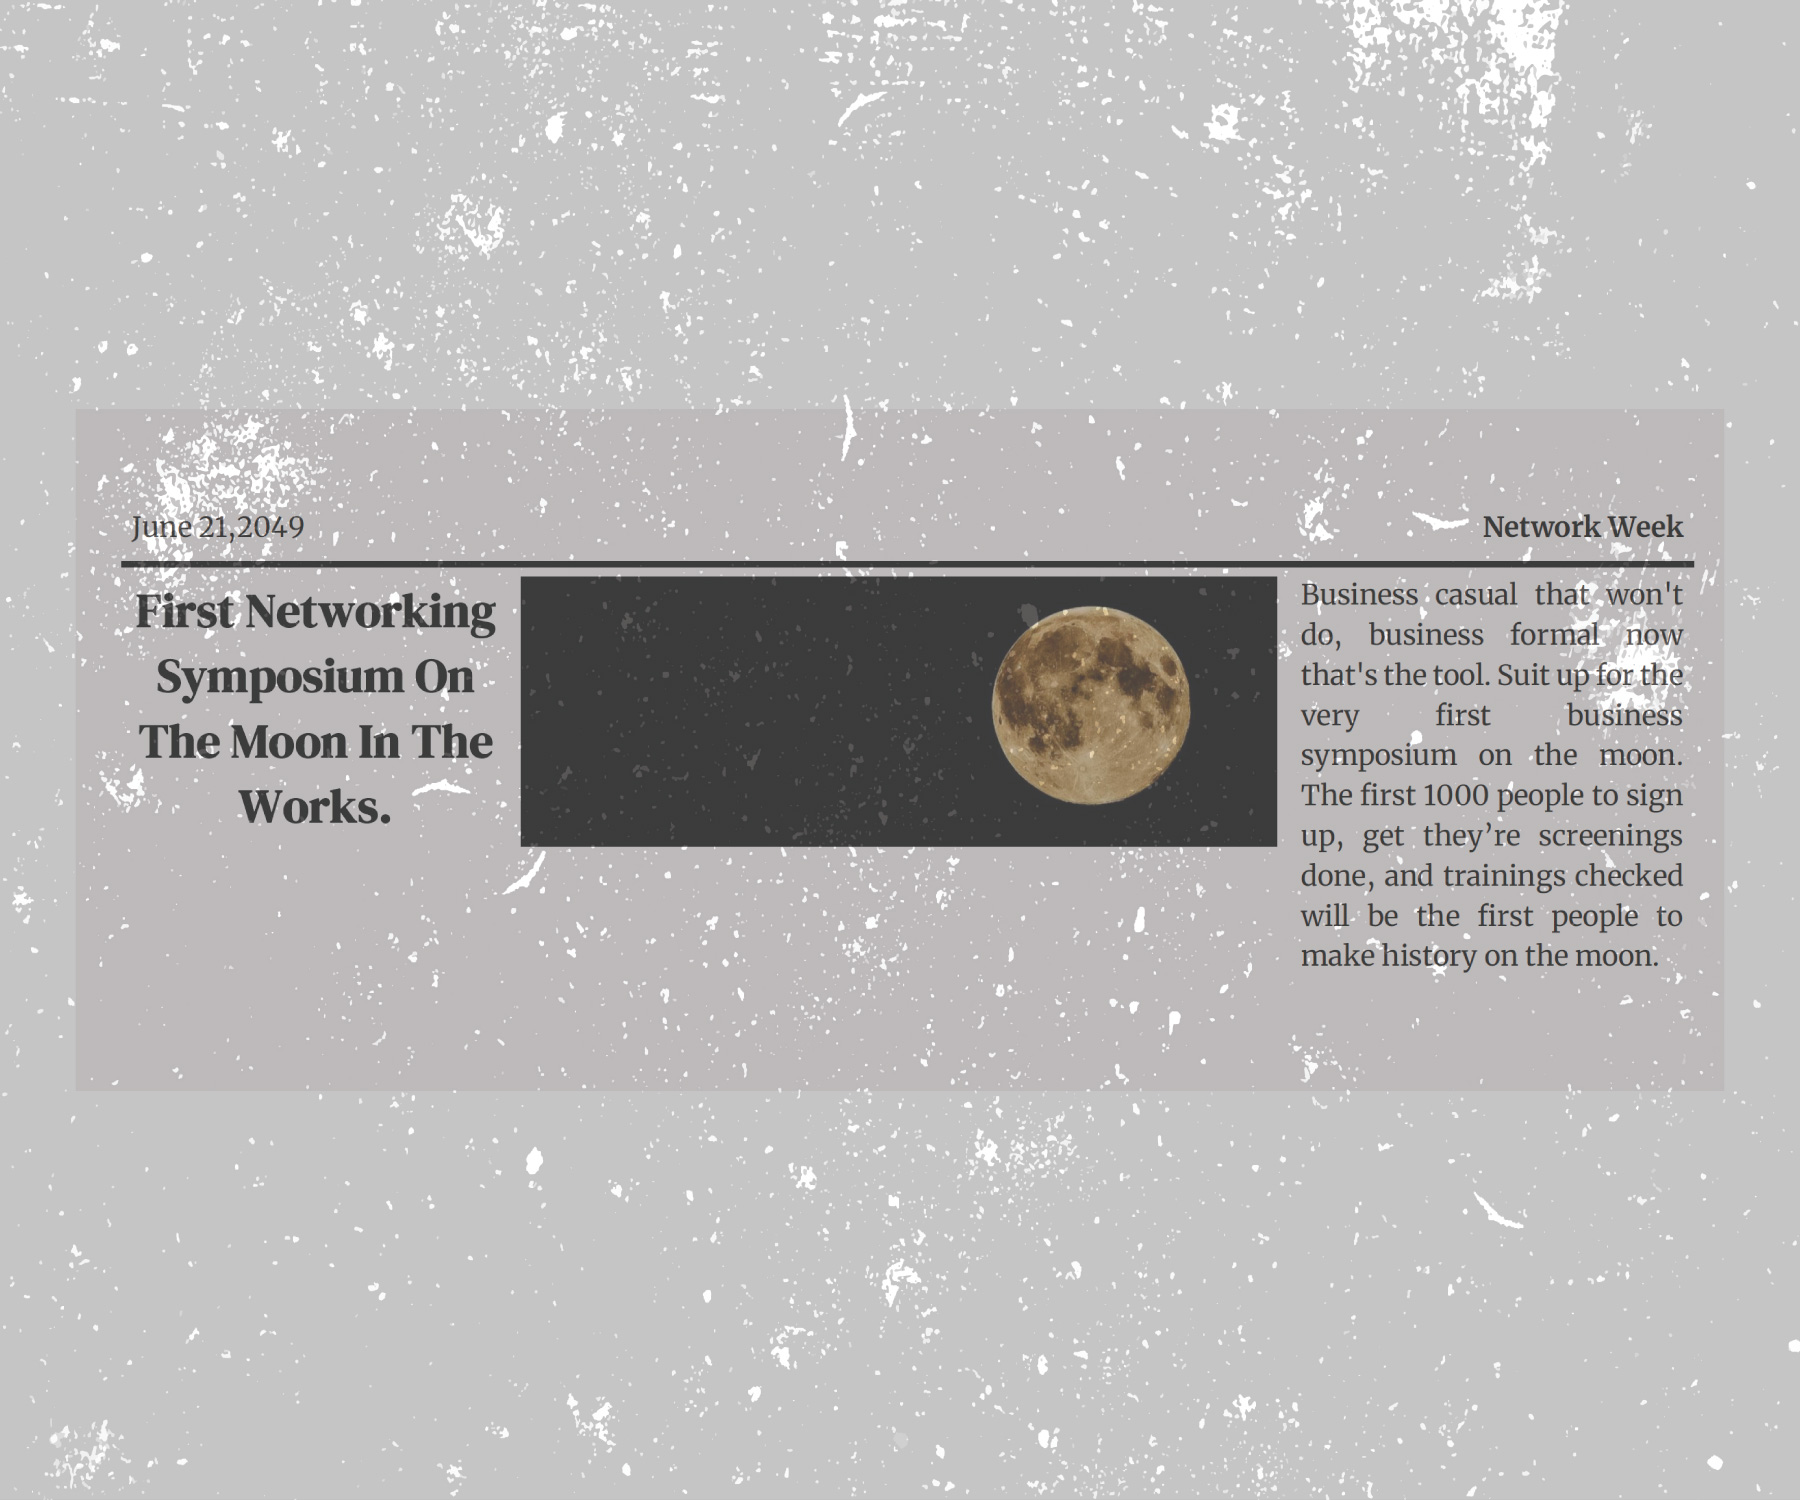 June 21,2049
Network Week
First Networking
Symposium On
The Moon In The
Works.
Business casual that won't
do, business formal now
that's the tool. Suit up for the
very first business
symposium on the moon.
The first 1000 people to sign
up, get they’re screenings
done, and trainings checked
will be the first people to
make history on the moon.